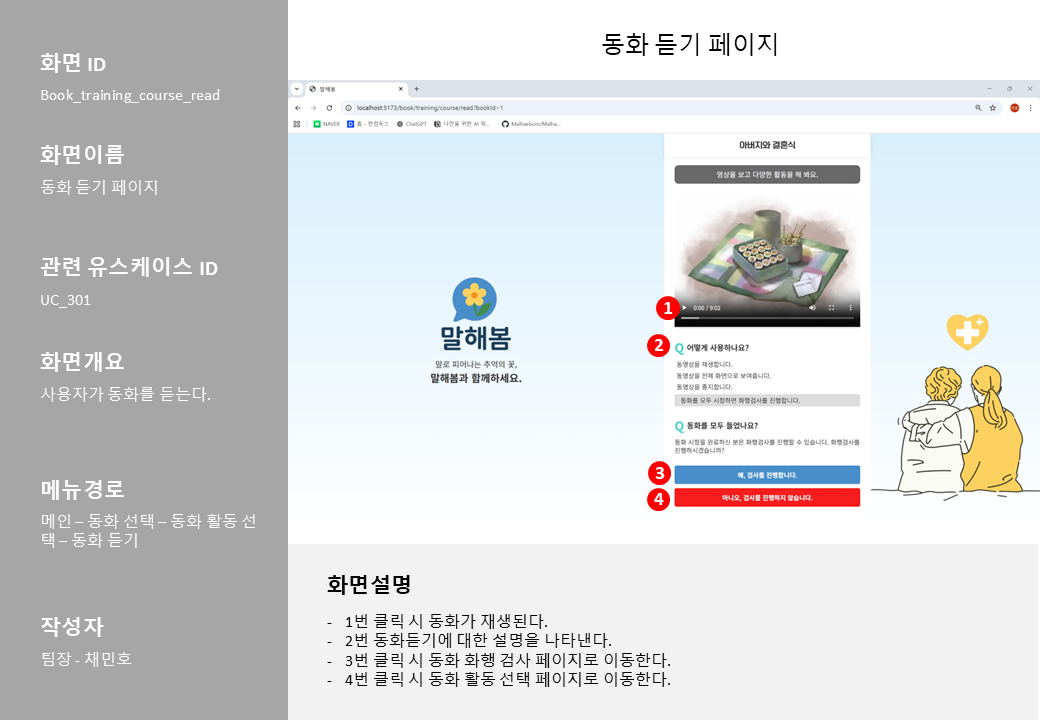 화면 ID
Book_training_course_read
화면이름
동화 듣기 페이지
관련 유스케이스 ID
UC_301
화면개요
사용자가 동화를 듣는다.
메뉴경로
메인 – 동화 선택 – 동화 활동 선
택 – 동화 듣기
작성자
팀장 - 채민호
동화 듣기 페이지
말해봄
localhost:5173/book/training/course/read?bookId=1
NAVER
홈 - 한컴독스
ChatGPT
나만을 위한 AI 워...
Malhaebom/Malha...
아버지와 결혼식
영상을 보고 다양한 활동을 해 봐요.
0:00 / 9:02
1
2
Q 어떻게 사용하나요?
동영상을 재생합니다.
동영상을 전체 화면으로 보여줍니다.
동영상을 중지합니다.
동화를 모두 시청하면 화행검사를 진행합니다.
Q 동화를 모두 들었나요?
동화 시청을 완료하신 분은 화행검사를 진행할 수 있습니다. 화행검사를
진행하시겠습니까?
3
예, 검사를 진행합니다.
4
아니오, 검사를 진행하지 않습니다.
말해봄
말로 피어나는 추억의 꽃,
말해봄과 함께하세요.
화면설명
- 1번 클릭 시 동화가 재생된다.
- 2번 동화듣기에 대한 설명을 나타낸다.
- 3번 클릭 시 동화 화행 검사 페이지로 이동한다.
- 4번 클릭 시 동화 활동 선택 페이지로 이동한다.